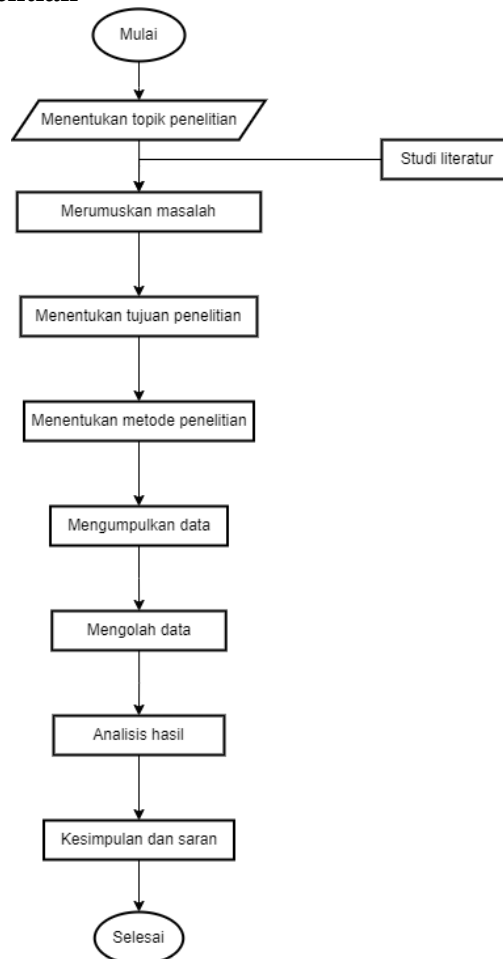 Mulai
Menentukan topik penelitian
Studi literatur
Merumuskan masalah
Menentukan tujuan penelitian
Menentukan metode penelitian
Mengumpulkan data
Mengolah data
Analisis hasil
Kesimpulan dan saran
Selesai